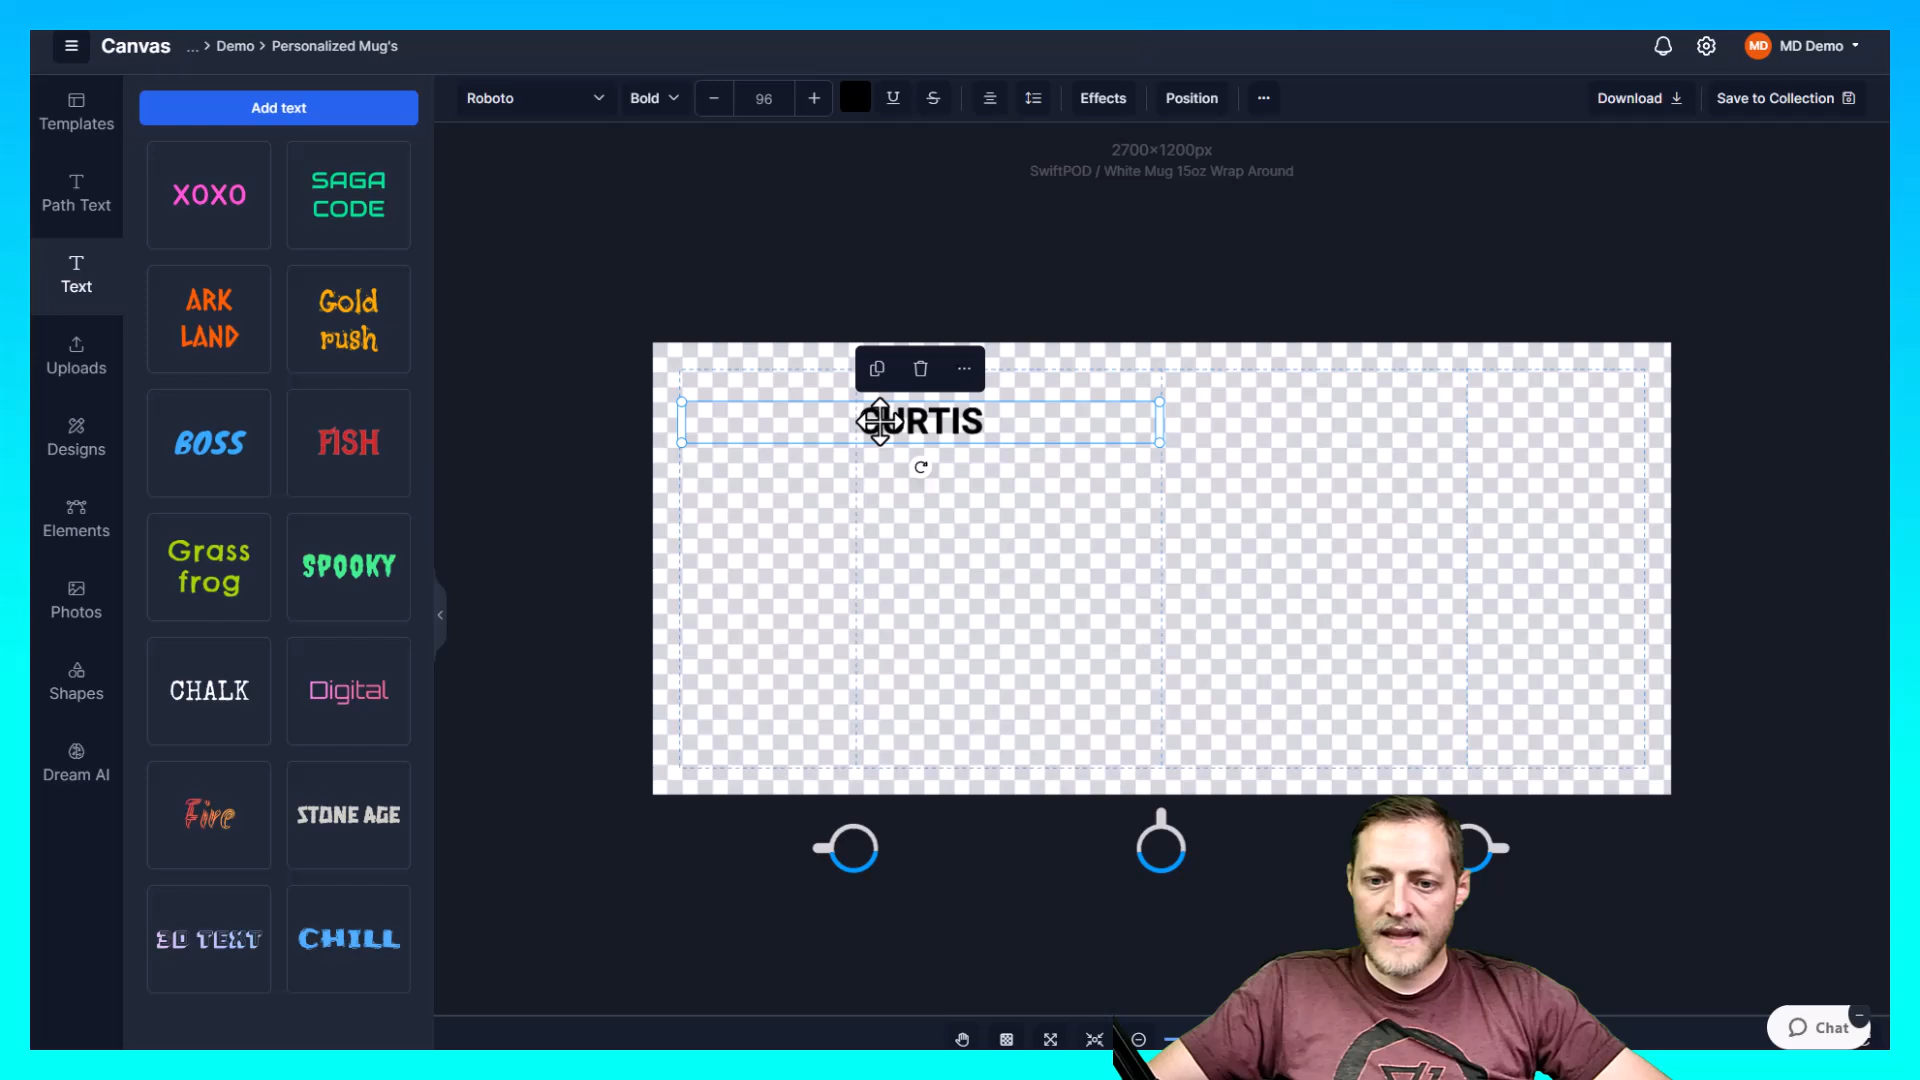 Canvas ... > Demo > Personalized Mug's
MD MD Demo
Templates
Path Text
Text
Uploads
Designs
Elements
Photos
Shapes
Dream AI
Add text
XOXO
SAGA
CODE
ARK
LAND
Gold
rush
BOSS
FISH
Grass
frog
SPOOKY
CHALK
Digital
Fire
STONE AGE
3D TEXT
CHILL
Roboto Bold 96 Effects Position ... Download Save to Collection
2700×1200px
SwiftPOD / White Mug 15oz Wrap Around
CURTIS
Chat